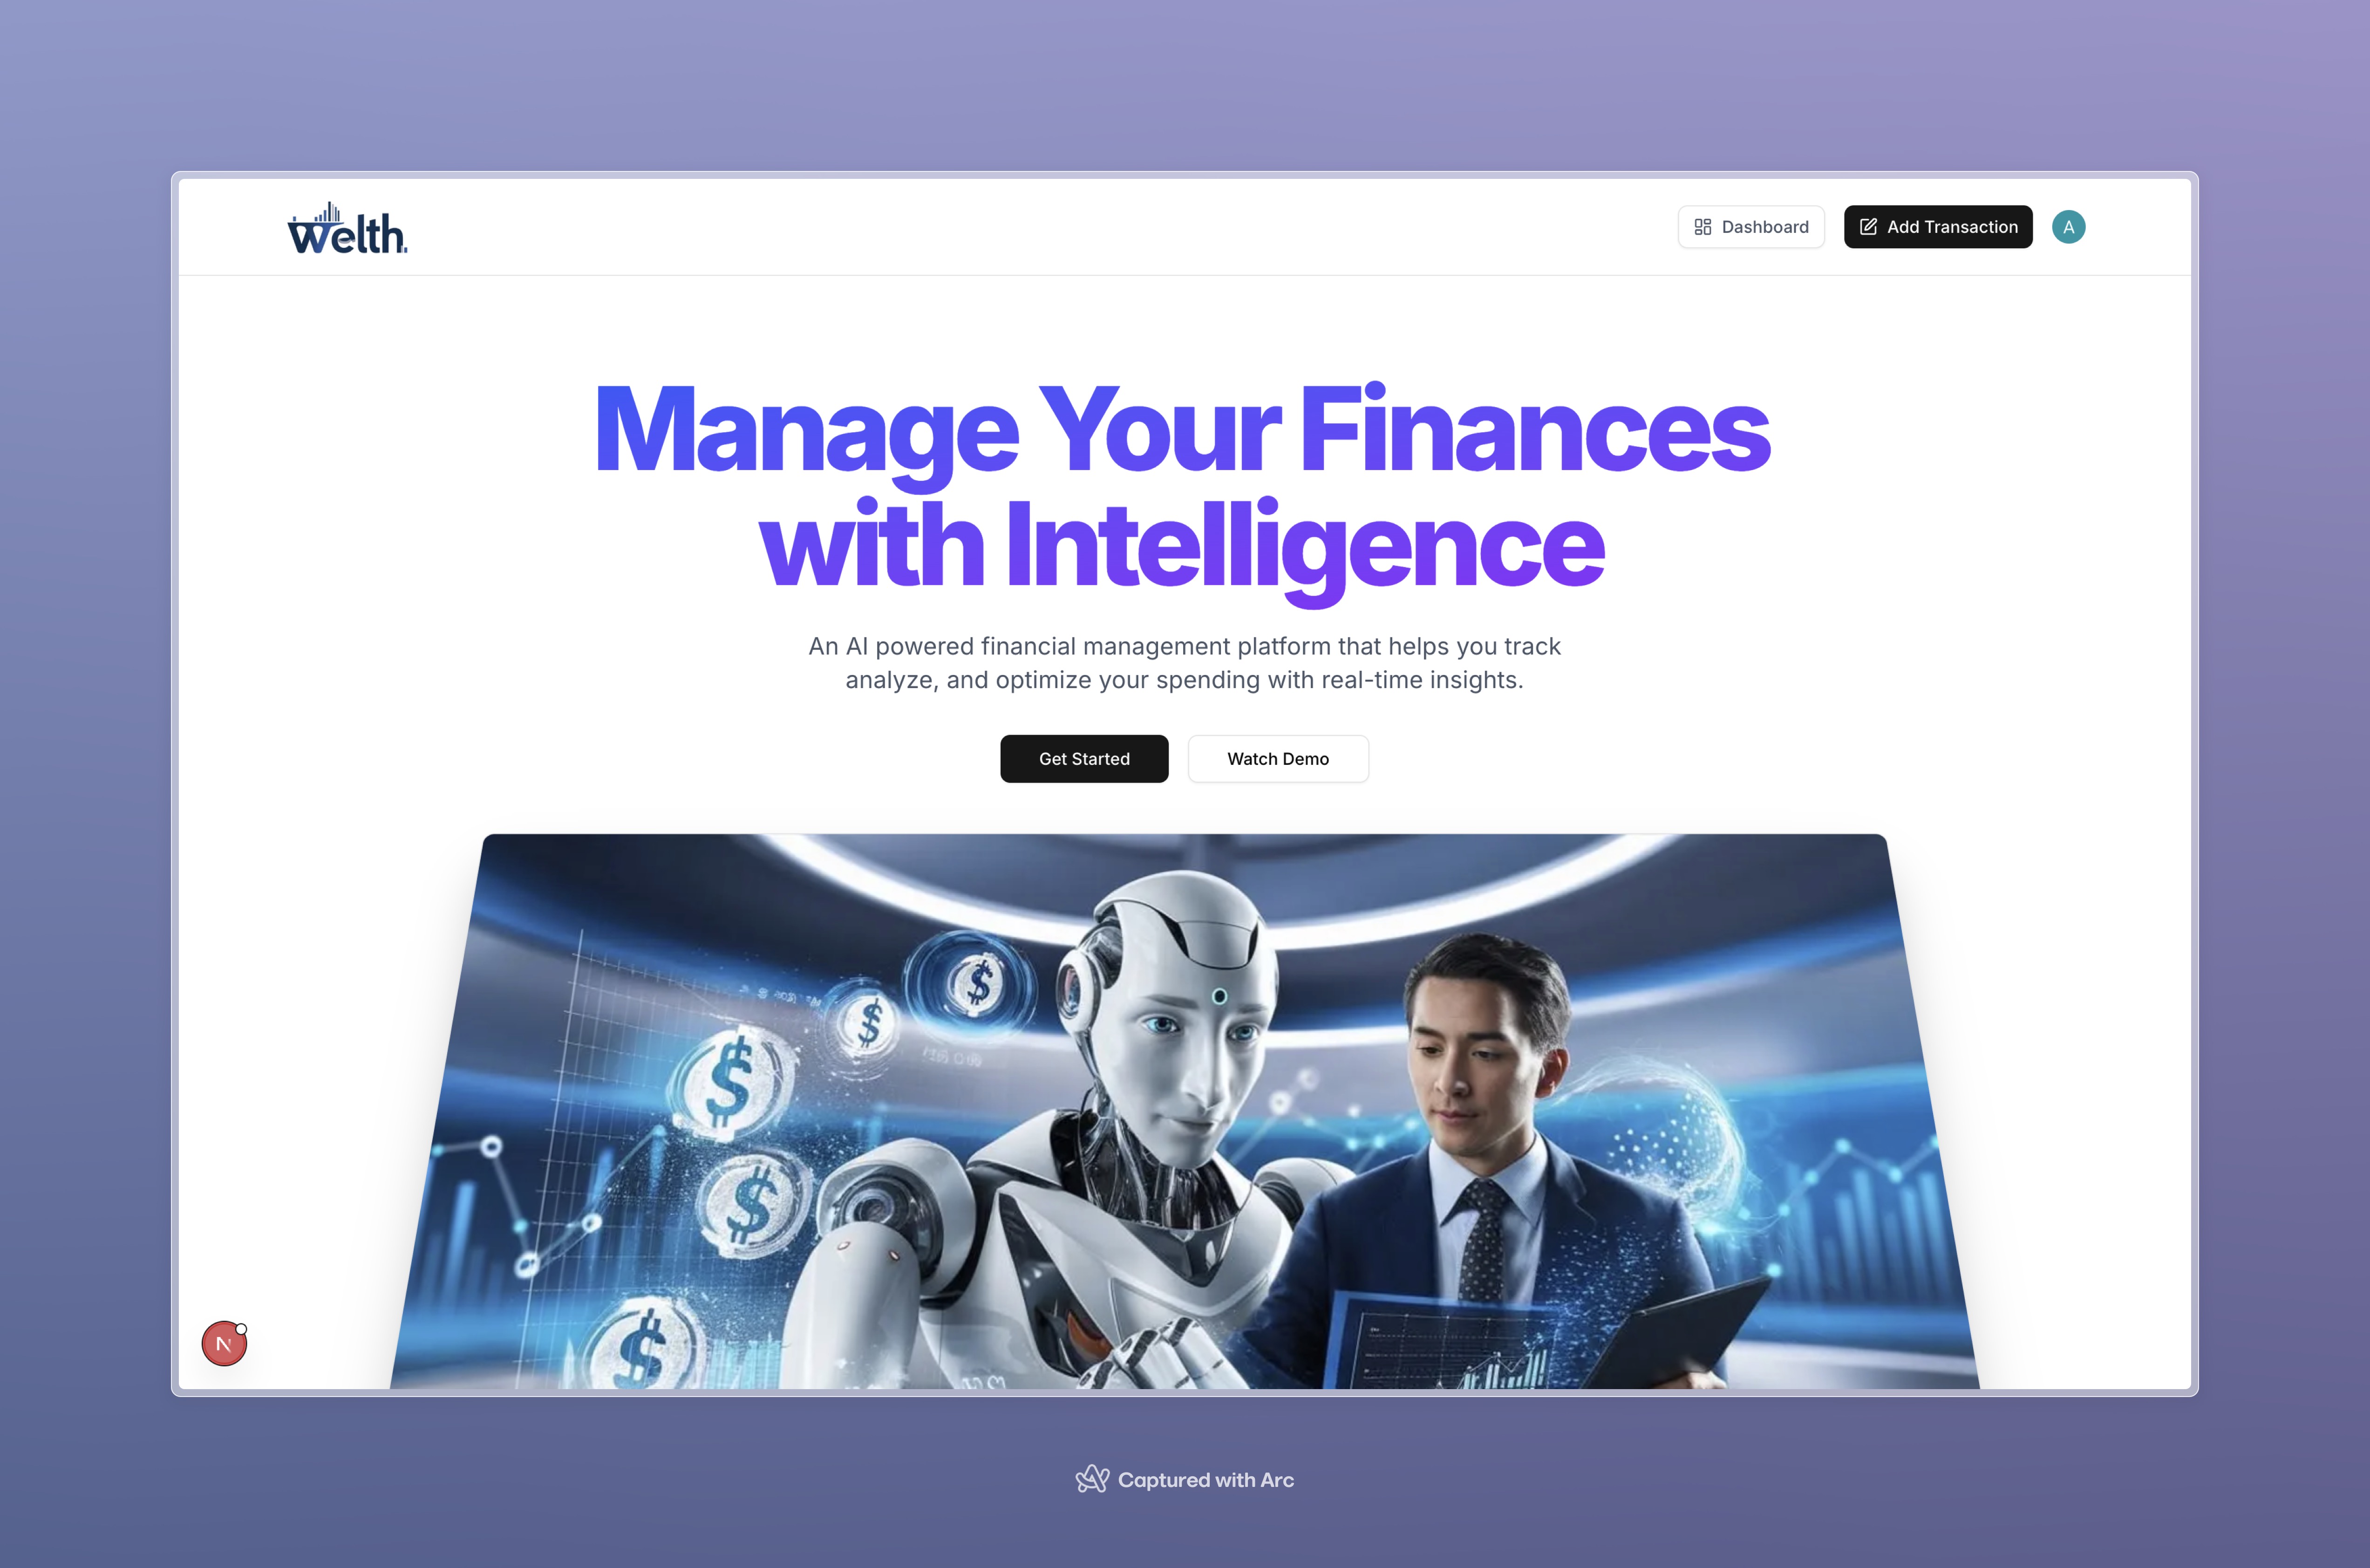 Welth
Dashboard
Add Transaction
A
Manage Your Finances
with Intelligence
An AI powered financial management platform that helps you track
analyze, and optimize your spending with real-time insights.
Get Started
Watch Demo
$
$
$
$
$
N
Captured with Arc